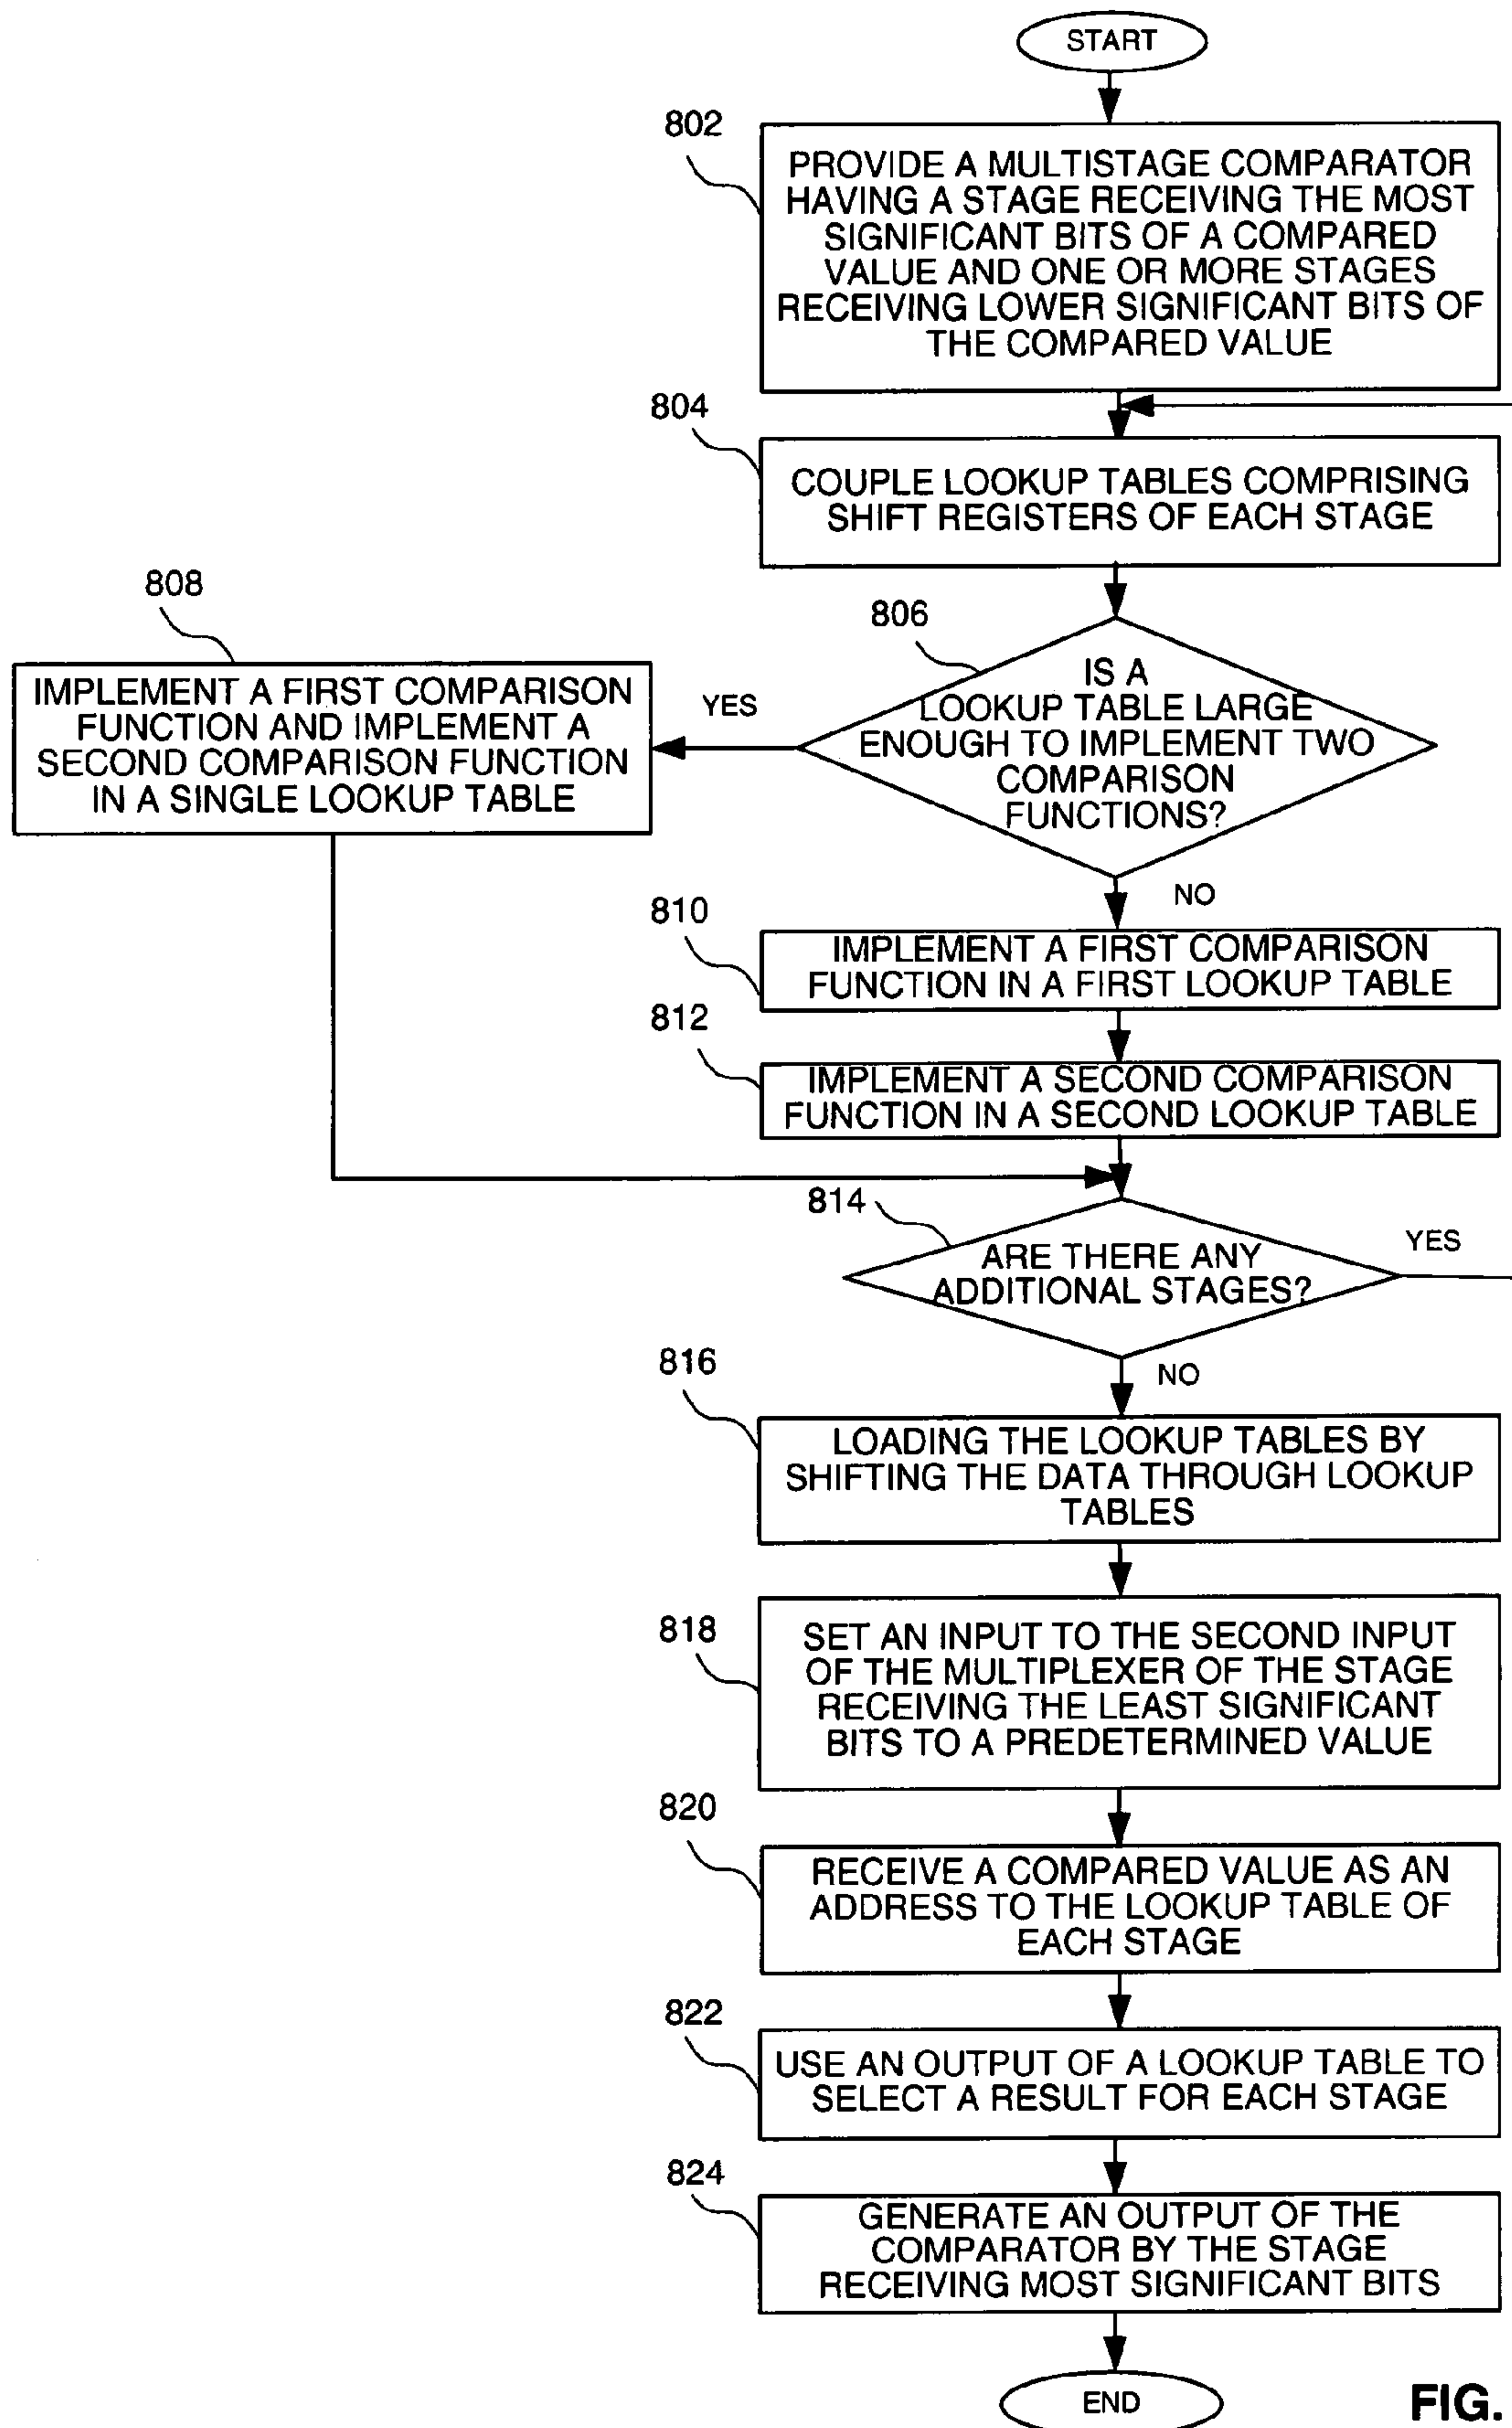 START
802
PROVIDE A MULTISTAGE COMPARATOR
HAVING A STAGE RECEIVING THE MOST
SIGNIFICANT BITS OF A COMPARED
VALUE AND ONE OR MORE STAGES
RECEIVING LOWER SIGNIFICANT BITS OF
THE COMPARED VALUE
804
COUPLE LOOKUP TABLES COMPRISING
SHIFT REGISTERS OF EACH STAGE
806
IS A
LOOKUP TABLE LARGE
ENOUGH TO IMPLEMENT TWO
COMPARISON
FUNCTIONS?
YES
808
IMPLEMENT A FIRST COMPARISON
FUNCTION AND IMPLEMENT A
SECOND COMPARISON FUNCTION
IN A SINGLE LOOKUP TABLE
NO
810
IMPLEMENT A FIRST COMPARISON
FUNCTION IN A FIRST LOOKUP TABLE
812
IMPLEMENT A SECOND COMPARISON
FUNCTION IN A SECOND LOOKUP TABLE
814
ARE THERE ANY
ADDITIONAL STAGES?
YES
NO
816
LOADING THE LOOKUP TABLES BY
SHIFTING THE DATA THROUGH LOOKUP
TABLES
818
SET AN INPUT TO THE SECOND INPUT
OF THE MULTIPLEXER OF THE STAGE
RECEIVING THE LEAST SIGNIFICANT
BITS TO A PREDETERMINED VALUE
820
RECEIVE A COMPARED VALUE AS AN
ADDRESS TO THE LOOKUP TABLE OF
EACH STAGE
822
USE AN OUTPUT OF A LOOKUP TABLE TO
SELECT A RESULT FOR EACH STAGE
824
GENERATE AN OUTPUT OF THE
COMPARATOR BY THE STAGE
RECEIVING MOST SIGNIFICANT BITS
END
FIG.